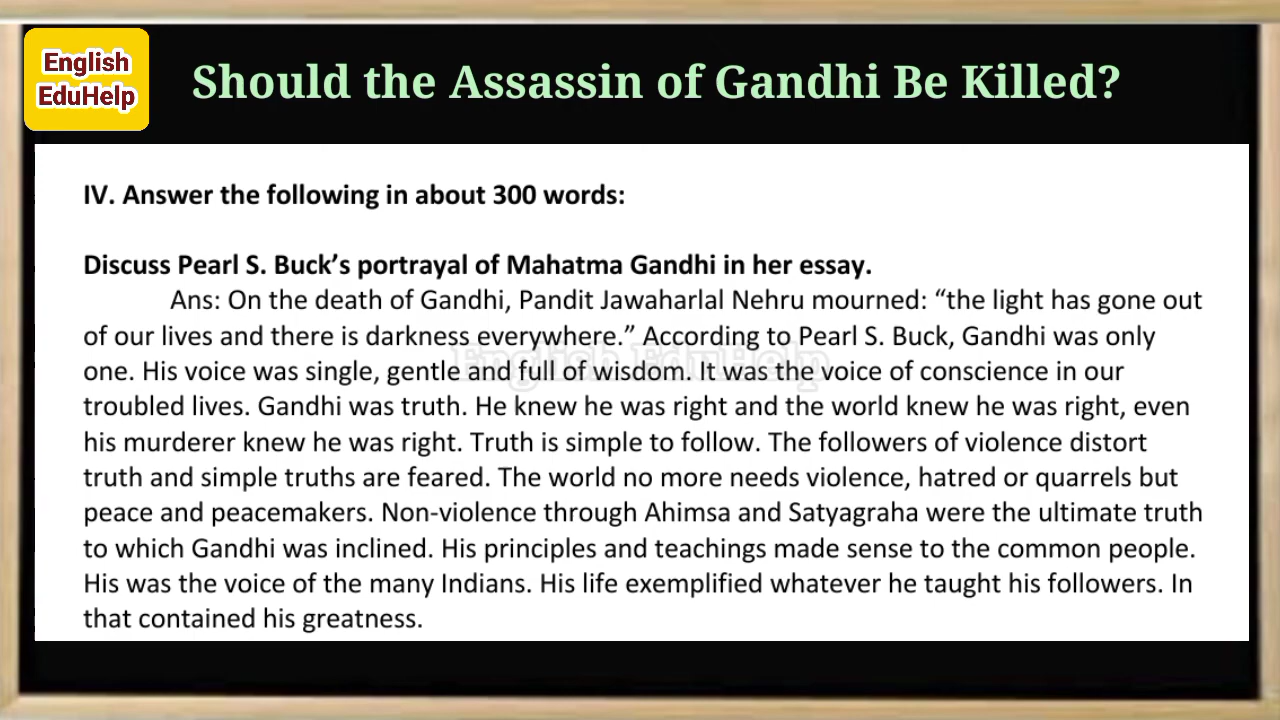 English
EduHelp
Should the Assassin of Gandhi Be Killed?
IV. Answer the following in about 300 words:
Discuss Pearl S. Buck’s portrayal of Mahatma Gandhi in her essay.
Ans: On the death of Gandhi, Pandit Jawaharlal Nehru mourned: “the light has gone out
of our lives and there is darkness everywhere.” According to Pearl S. Buck, Gandhi was only
one. His voice was single, gentle and full of wisdom. It was the voice of conscience in our
troubled lives. Gandhi was truth. He knew he was right and the world knew he was right, even
his murderer knew he was right. Truth is simple to follow. The followers of violence distort
truth and simple truths are feared. The world no more needs violence, hatred or quarrels but
peace and peacemakers. Non-violence through Ahimsa and Satyagraha were the ultimate truth
to which Gandhi was inclined. His principles and teachings made sense to the common people.
His was the voice of the many Indians. His life exemplified whatever he taught his followers. In
that contained his greatness.
English EduHelp